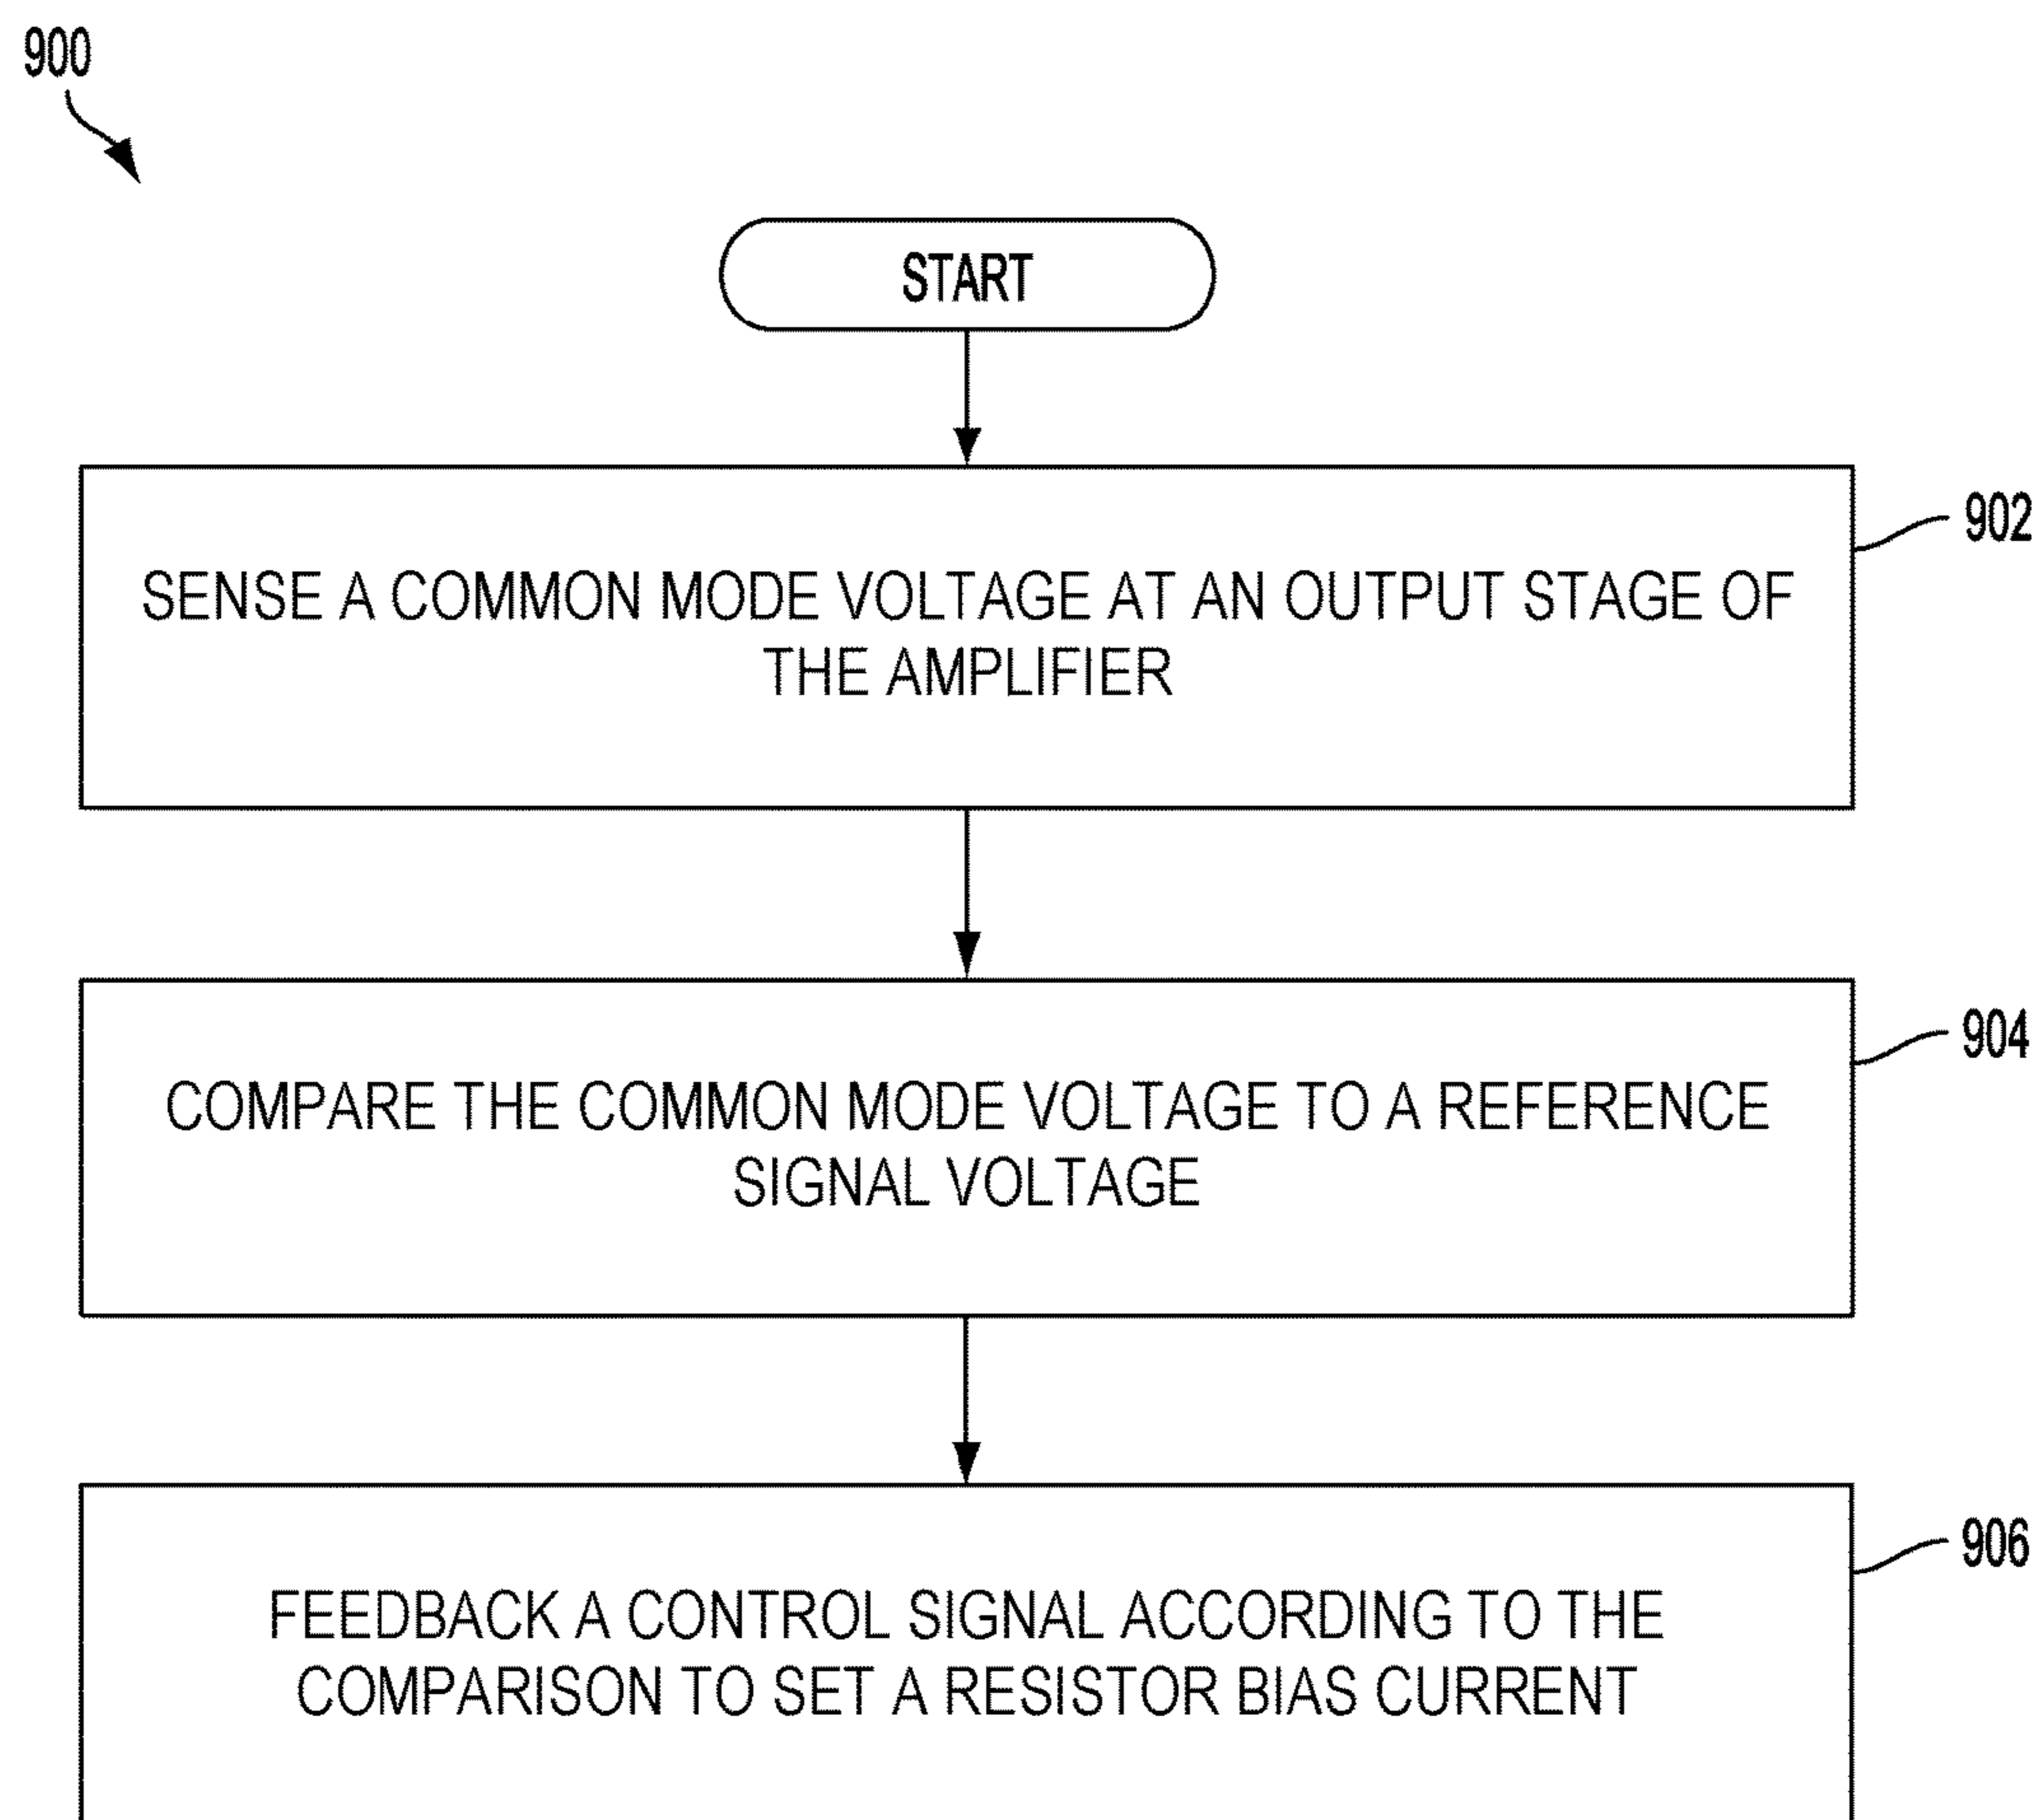 900
START
902
SENSE A COMMON MODE VOLTAGE AT AN OUTPUT STAGE OF
THE AMPLIFIER
904
COMPARE THE COMMON MODE VOLTAGE TO A REFERENCE
SIGNAL VOLTAGE
906
FEEDBACK A CONTROL SIGNAL ACCORDING TO THE
COMPARISON TO SET A RESISTOR BIAS CURRENT